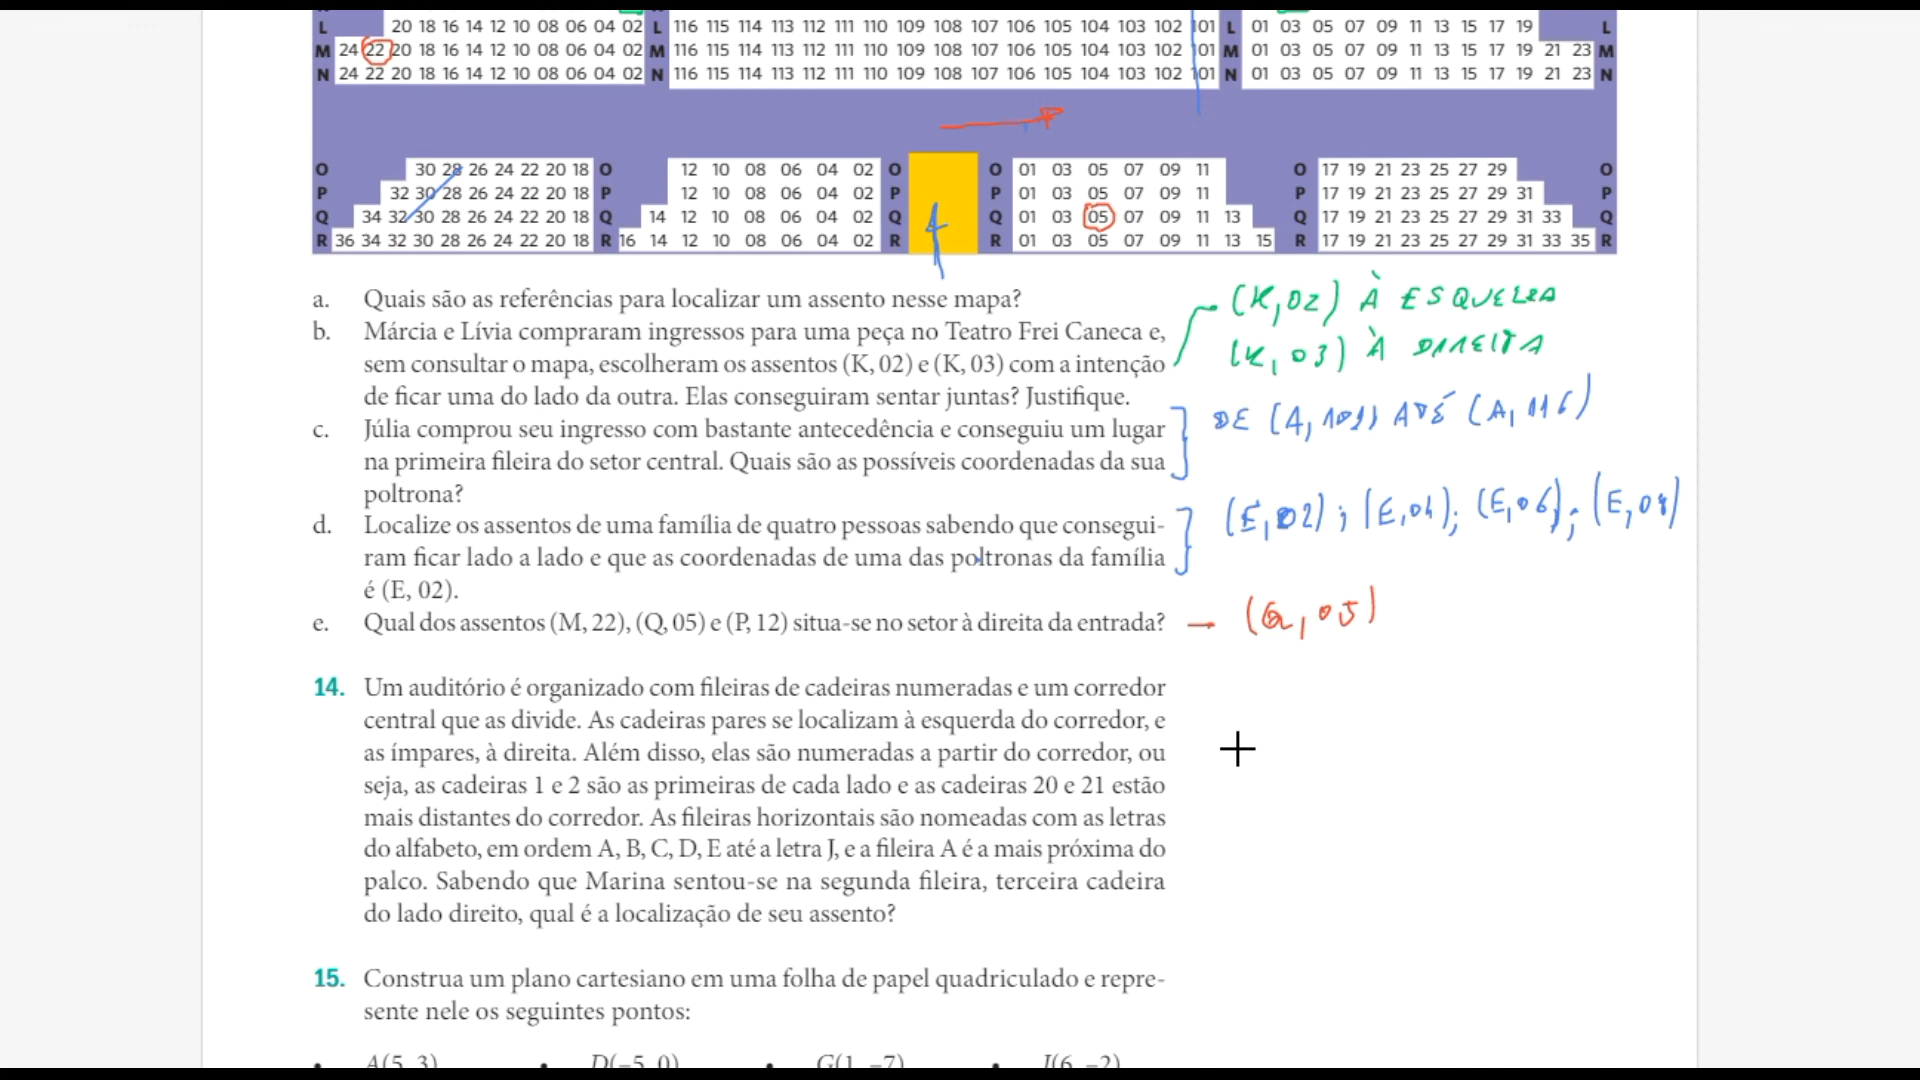 L 20 18 16 14 12 10 08 06 04 02 L 116 115 114 113 112 111 110 109 108 107 106 105 104 103 102 101 L 01 03 05 07 09 11 13 15 17 19 L
M 24 22 20 18 16 14 12 10 08 06 04 02 M 116 115 114 113 112 111 110 109 108 107 106 105 104 103 102 101 M 01 03 05 07 09 11 13 15 17 19 21 23 M
N 24 22 20 18 16 14 12 10 08 06 04 02 N 116 115 114 113 112 111 110 109 108 107 106 105 104 103 102 101 N 01 03 05 07 09 11 13 15 17 19 21 23 N
O 30 28 26 24 22 20 18 O 12 10 08 06 04 02 O O 01 03 05 07 09 11 O 17 19 21 23 25 27 29 O
P 32 30 28 26 24 22 20 18 P 12 10 08 06 04 02 P P 01 03 05 07 09 11 P 17 19 21 23 25 27 29 31 P
Q 34 32 30 28 26 24 22 20 18 Q 14 12 10 08 06 04 02 Q Q 01 03 05 07 09 11 13 Q 17 19 21 23 25 27 29 31 33 Q
R 36 34 32 30 28 26 24 22 20 18 R 16 14 12 10 08 06 04 02 R R 01 03 05 07 09 11 13 15 R 17 19 21 23 25 27 29 31 33 35 R
a. Quais são as referências para localizar um assento nesse mapa?
b. Márcia e Lívia compraram ingressos para uma peça no Teatro Frei Caneca e,
sem consultar o mapa, escolheram os assentos (K, 02) e (K, 03) com a intenção
de ficar uma do lado da outra. Elas conseguiram sentar juntas? Justifique.
(K,02) À ESQUERDA
(K,03) À DIREITA
c. Júlia comprou seu ingresso com bastante antecedência e conseguiu um lugar
na primeira fileira do setor central. Quais são as possíveis coordenadas da sua
poltrona?
DE (A,101) ATÉ (A,116)
d. Localize os assentos de uma família de quatro pessoas sabendo que consegui-
ram ficar lado a lado e que as coordenadas de uma das poltronas da família
é (E, 02).
(E,02); (E,04); (E,06); (E,08)
e. Qual dos assentos (M, 22), (Q, 05) e (P, 12) situa-se no setor à direita da entrada?
(Q,05)
14. Um auditório é organizado com fileiras de cadeiras numeradas e um corredor
central que as divide. As cadeiras pares se localizam à esquerda do corredor, e
as ímpares, à direita. Além disso, elas são numeradas a partir do corredor, ou
seja, as cadeiras 1 e 2 são as primeiras de cada lado e as cadeiras 20 e 21 estão
mais distantes do corredor. As fileiras horizontais são nomeadas com as letras
do alfabeto, em ordem A, B, C, D, E até a letra J, e a fileira A é a mais próxima do
palco. Sabendo que Marina sentou-se na segunda fileira, terceira cadeira
do lado direito, qual é a localização de seu assento?
15. Construa um plano cartesiano em uma folha de papel quadriculado e repre-
sente nele os seguintes pontos:
• A(5, 3) • D(−5, 0) • G(1, −7) • J(6, −2)